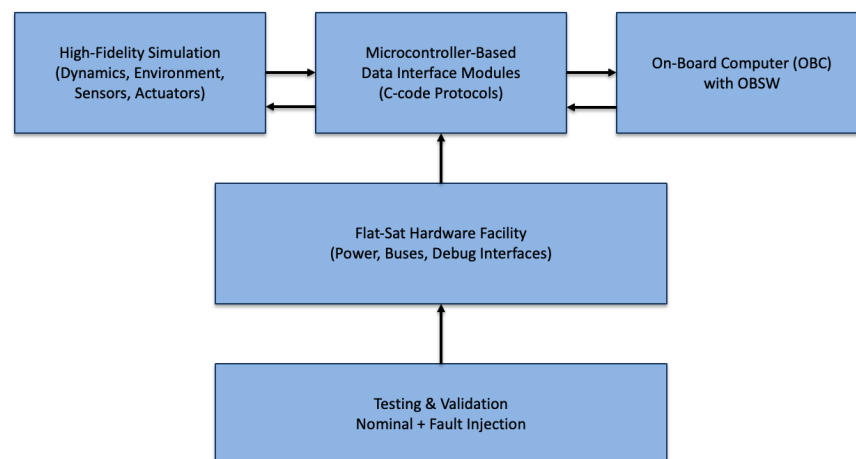 High-Fidelity Simulation
(Dynamics, Environment,
Sensors, Actuators)
Microcontroller-Based
Data Interface Modules
(C-code Protocols)
On-Board Computer (OBC)
with OBSW
Flat-Sat Hardware Facility
(Power, Buses, Debug Interfaces)
Testing & Validation
Nominal + Fault Injection